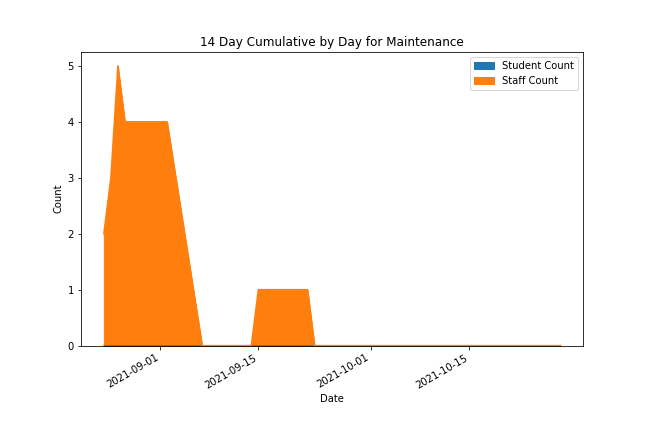 14 Day Cumulative by Day for Maintenance
Student Count
Staff Count
5
4
3
2
1
0
Count
2021-09-01
2021-09-15
2021-10-01
2021-10-15
Date